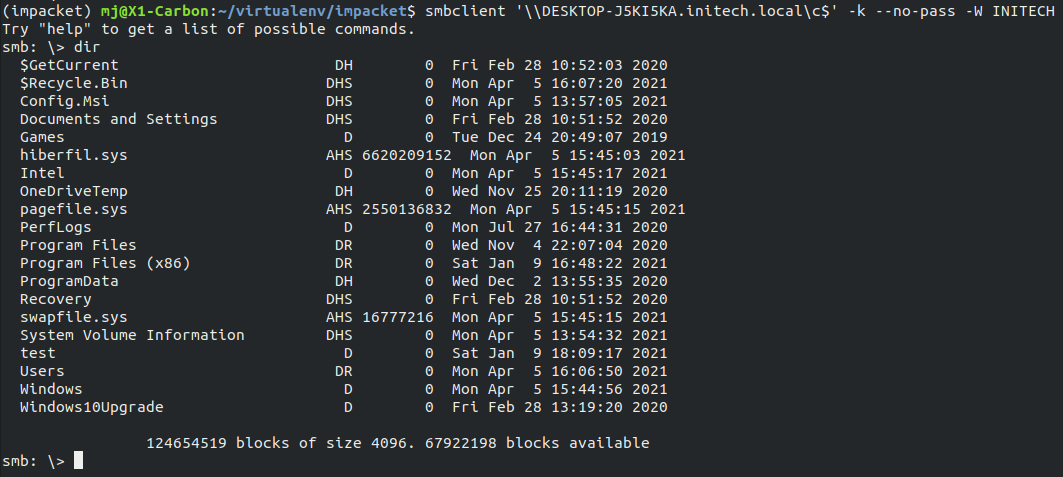 (impacket) mj@X1-Carbon:~/virtualenv/impacket$ smbclient '\\DESKTOP-J5KI5KA.initech.local\c$' -k --no-pass -W INITECH
Try "help" to get a list of possible commands.
smb: \> dir
  $GetCurrent                        DH        0  Fri Feb 28 10:52:03 2020
  $Recycle.Bin                      DHS        0  Mon Apr  5 16:07:20 2021
  Config.Msi                        DHS        0  Mon Apr  5 13:57:05 2021
  Documents and Settings            DHS        0  Fri Feb 28 10:51:52 2020
  Games                               D        0  Tue Dec 24 20:49:07 2019
  hiberfil.sys                      AHS 6620209152  Mon Apr  5 15:45:03 2021
  Intel                               D        0  Mon Apr  5 15:45:17 2021
  OneDriveTemp                       DH        0  Wed Nov 25 20:11:19 2020
  pagefile.sys                      AHS 2550136832  Mon Apr  5 15:45:15 2021
  PerfLogs                            D        0  Mon Jul 27 16:44:31 2020
  Program Files                      DR        0  Wed Nov  4 22:07:04 2020
  Program Files (x86)                DR        0  Sat Jan  9 16:48:22 2021
  ProgramData                        DH        0  Wed Dec  2 13:55:35 2020
  Recovery                          DHS        0  Fri Feb 28 10:51:52 2020
  swapfile.sys                      AHS 16777216  Mon Apr  5 15:45:15 2021
  System Volume Information         DHS        0  Mon Apr  5 13:54:32 2021
  test                                D        0  Sat Jan  9 18:09:17 2021
  Users                              DR        0  Mon Apr  5 16:06:50 2021
  Windows                             D        0  Mon Apr  5 15:44:56 2021
  Windows10Upgrade                    D        0  Fri Feb 28 13:19:20 2020
                124654519 blocks of size 4096. 67922198 blocks available
smb: \>